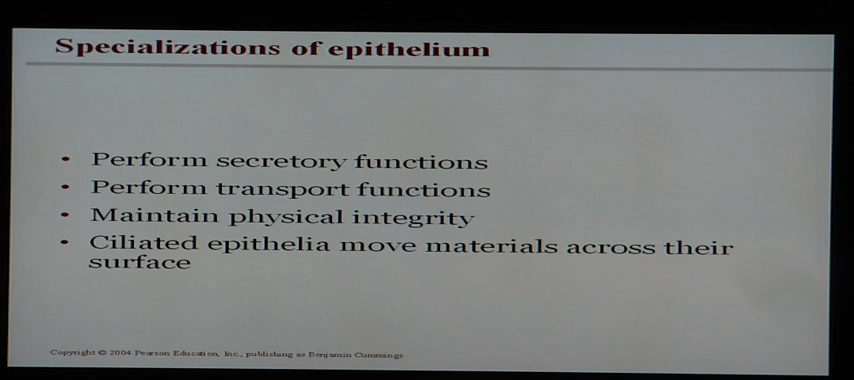 Specializations of epithelium
• Perform secretory functions
• Perform transport functions
• Maintain physical integrity
• Ciliated epithelia move materials across their
surface
Copyright © 2004 Pearson Education, Inc., publishing as Benjamin Cummings